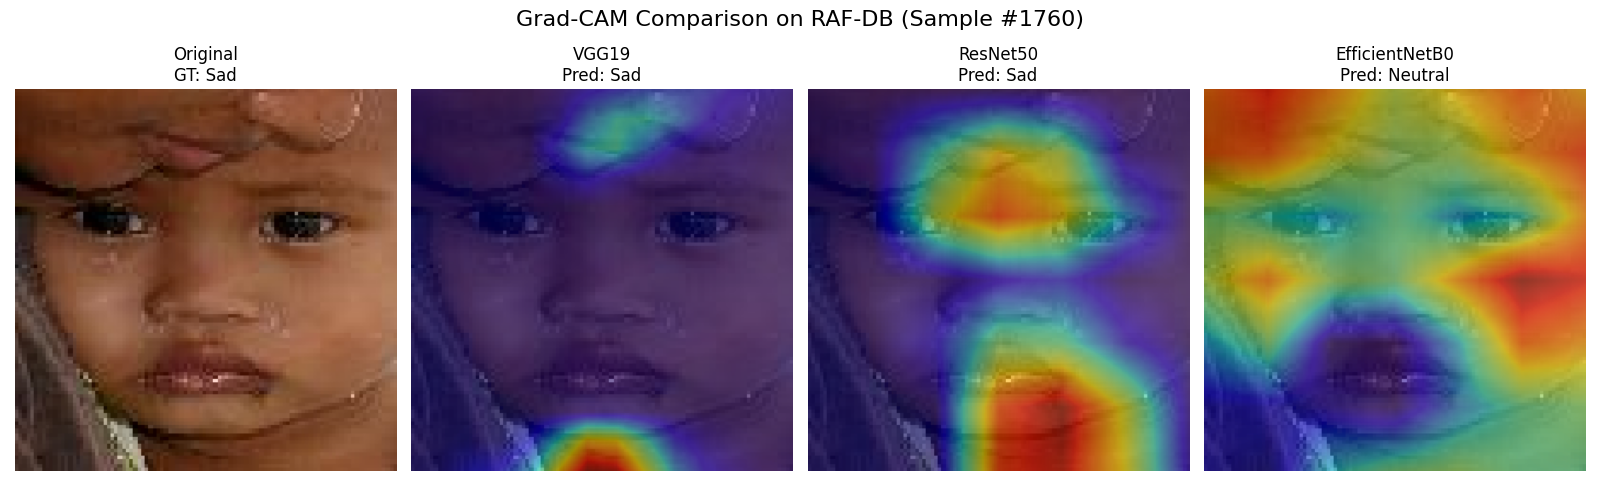 Grad-CAM Comparison on RAF-DB (Sample #1760)
Original
GT: Sad
VGG19
Pred: Sad
ResNet50
Pred: Sad
EfficientNetB0
Pred: Neutral